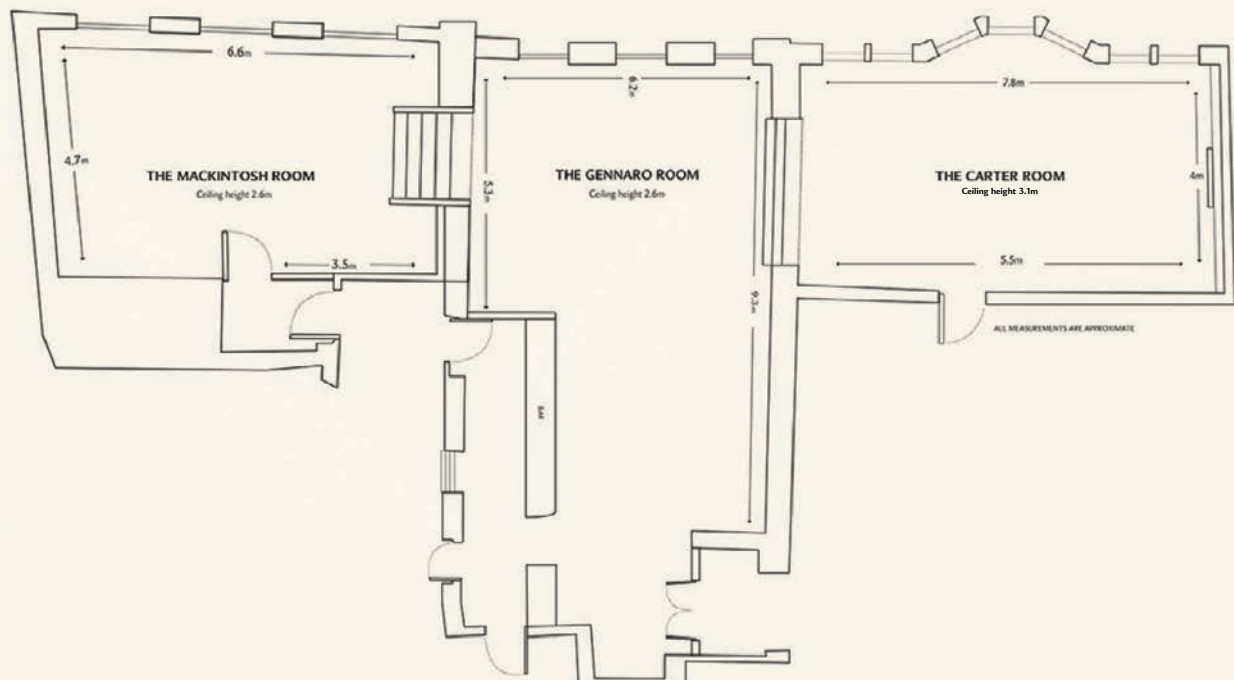 6.6m
4.7m
THE MACKINTOSH ROOM
Ceiling height 2.6m
3.5m
6.2m
5.3m
THE GENNARO ROOM
Ceiling height 2.6m
9.3m
BAR
7.8m
THE CARTER ROOM
Ceiling height 3.1m
4m
5.5m
ALL MEASUREMENTS ARE APPROXIMATE